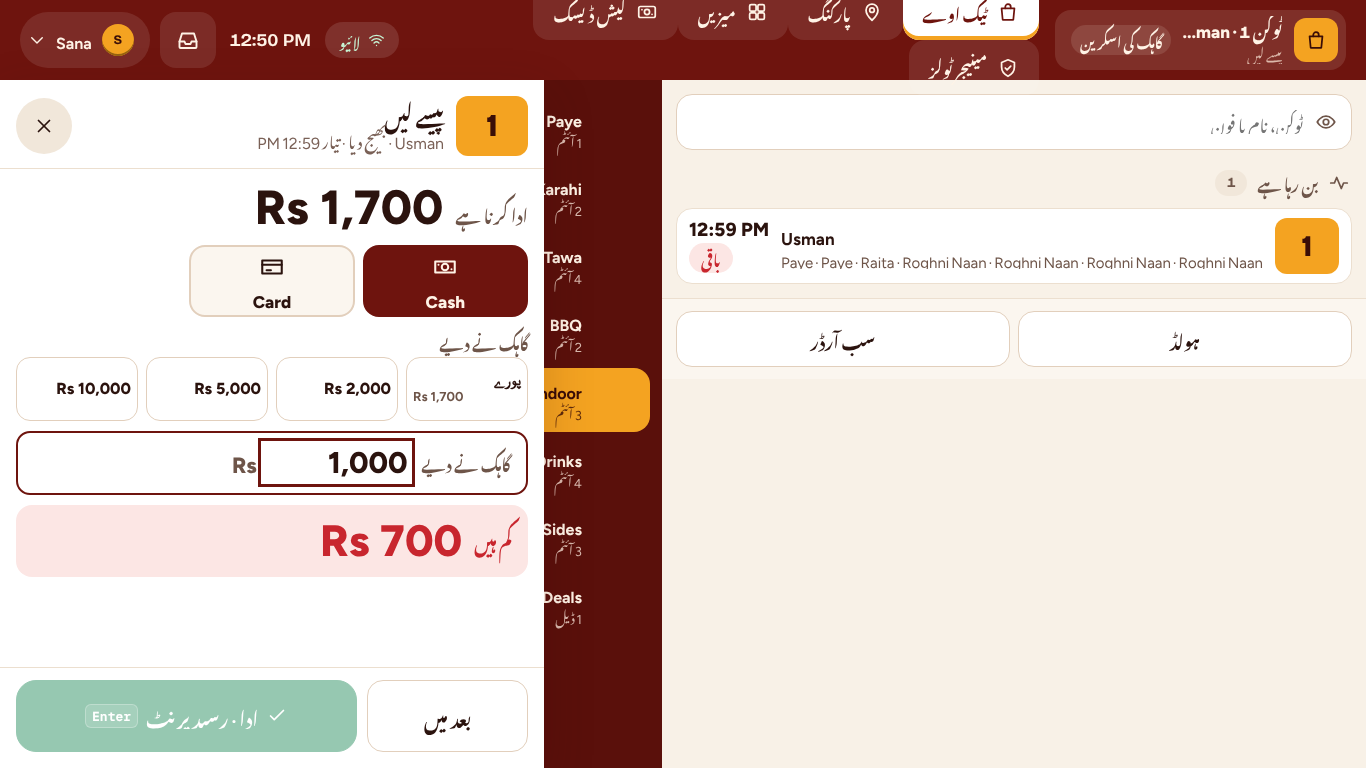 ٹوکن 1 · man...
پیسے لیں
گاہک کی اسکرین
ٹیک اوے
پارکنگ
میزیں
کیش ڈیسک
مینیجر ٹولز
لائیو
12:50 PM
S
Sana
ٹوکن، نام یا فون
بن رہا ہے
1
1
Usman
Paye · Paye · Raita · Roghni Naan · Roghni Naan · Roghni Naan · Roghni Naan
12:59 PM
باقی
ہولڈ
سب آرڈر
Paye
1 آئٹم
Karahi
2 آئٹم
Tawa
4 آئٹم
BBQ
2 آئٹم
ndoor
3 آئٹم
Drinks
4 آئٹم
Sides
3 آئٹم
Deals
1 ڈیل
1
پیسے لیں
Usman · بھیج دیا · تیار 12:59 PM
ادا کرنا ہے Rs 1,700
Cash
Card
گاہک نے دیے
پورے
Rs 1,700
Rs 2,000
Rs 5,000
Rs 10,000
گاہک نے دیے 1,000 Rs
کم ہیں Rs 700
بعد میں
ادا · رسید پرنٹ Enter